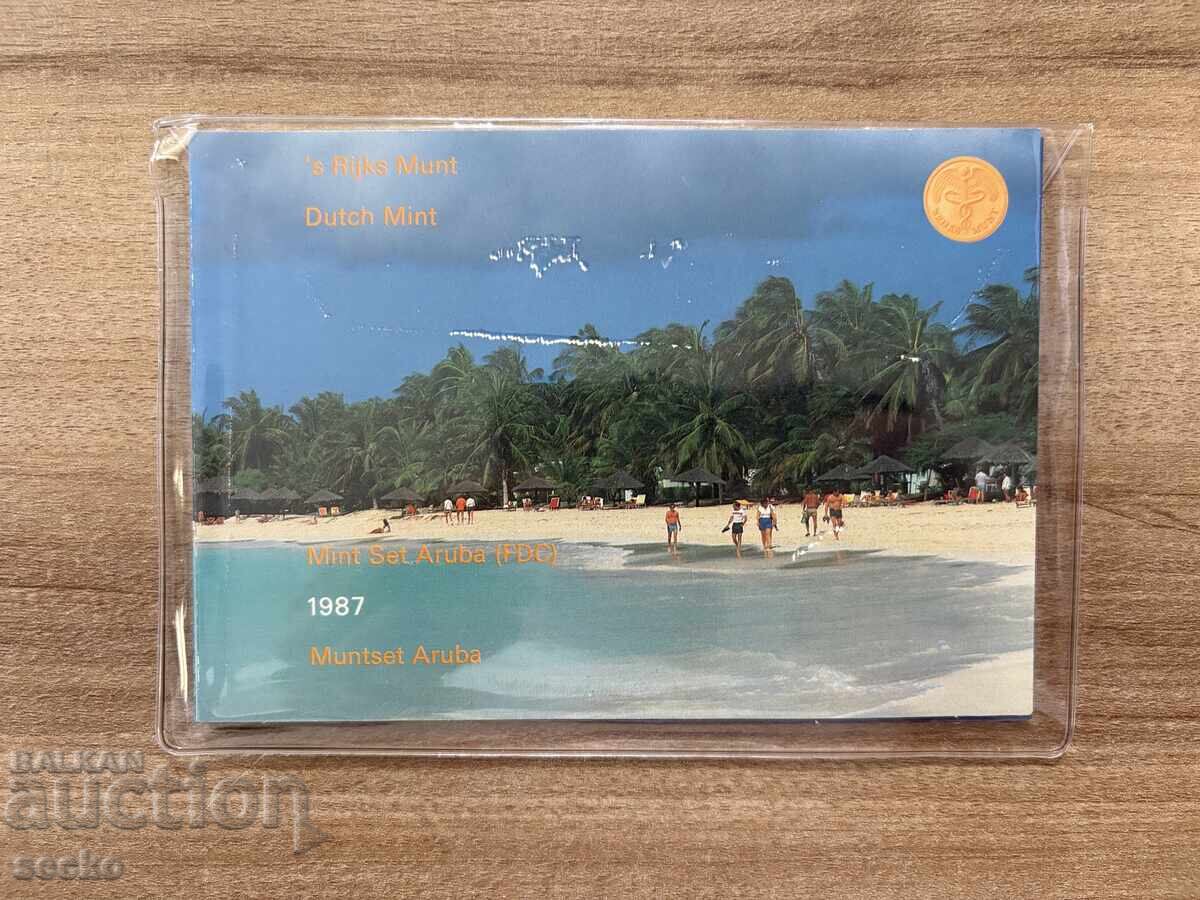 's Rijks Munt
Dutch Mint
Mint Set Aruba (FDC)
1987
Muntset Aruba
BALKAN
auction
secko